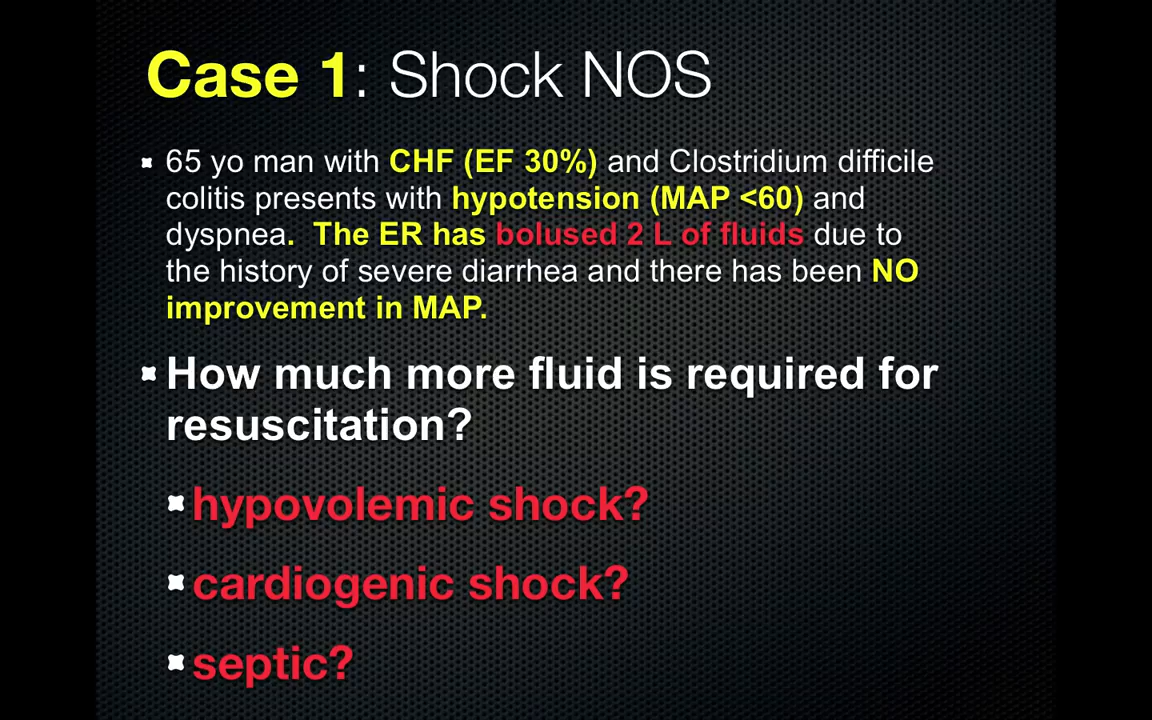 Case 1: Shock NOS
65 yo man with CHF (EF 30%) and Clostridium difficile
colitis presents with hypotension (MAP <60) and
dyspnea.  The ER has bolused 2 L of fluids due to
the history of severe diarrhea and there has been NO
improvement in MAP.
How much more fluid is required for
resuscitation?
hypovolemic shock?
cardiogenic shock?
septic?